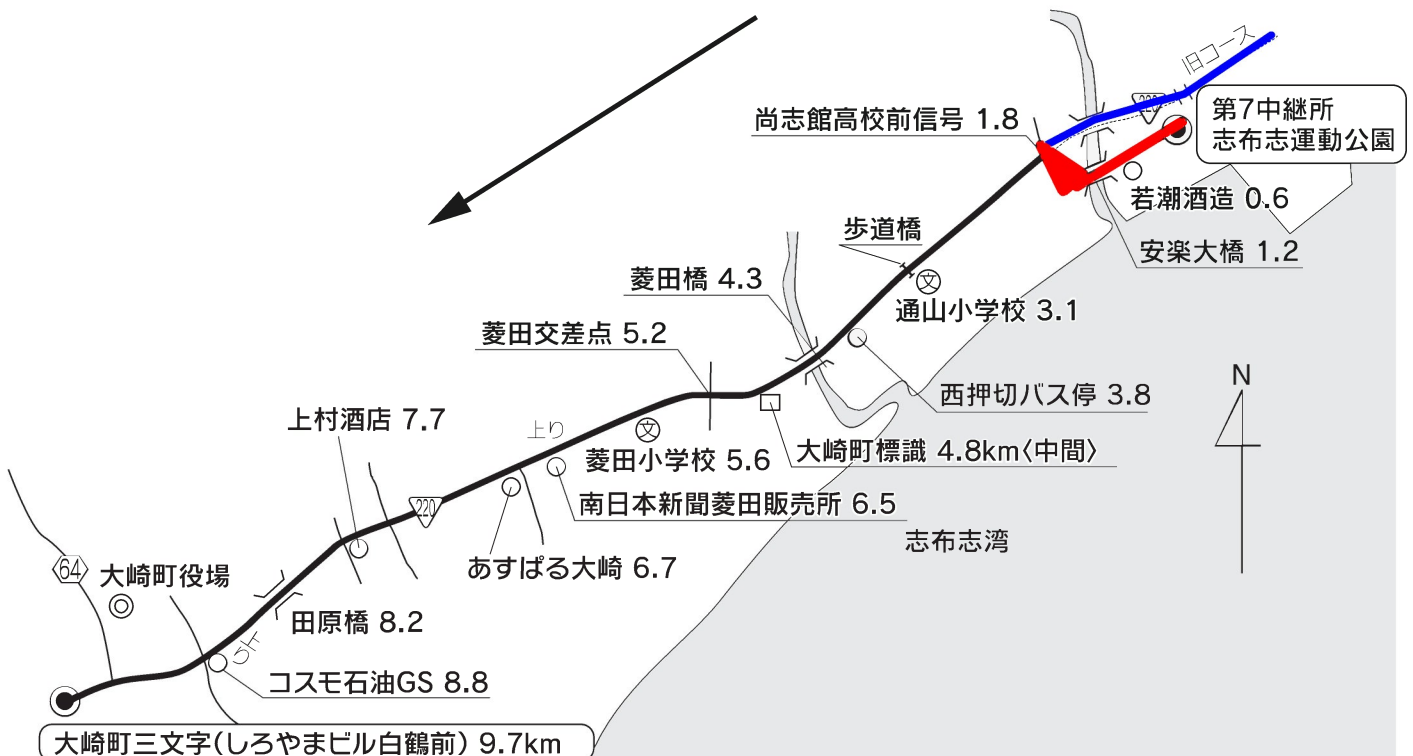 旧コース
220
第7中継所
志布志運動公園
尚志館高校前信号 1.8
若潮酒造 0.6
安楽大橋 1.2
歩道橋
菱田橋 4.3
通山小学校 3.1
文
菱田交差点 5.2
西押切バス停 3.8
N
上村酒店 7.7
上り
文
菱田小学校 5.6
大崎町標識 4.8km〈中間〉
220
南日本新聞菱田販売所 6.5
志布志湾
あすぱる大崎 6.7
64
大崎町役場
田原橋 8.2
下り
コスモ石油GS 8.8
大崎町三文字(しろやまビル白鶴前) 9.7km